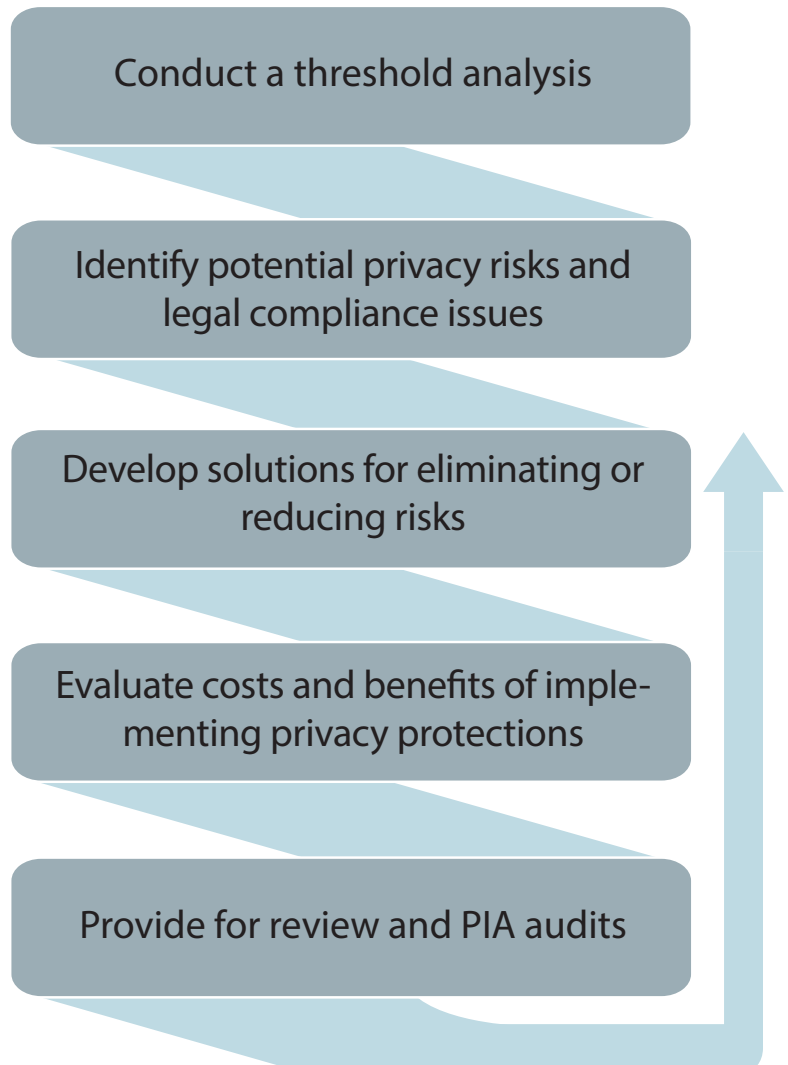 Conduct a threshold analysis
Identify potential privacy risks and
legal compliance issues
Develop solutions for eliminating or
reducing risks
Evaluate costs and benefits of imple-
menting privacy protections
Provide for review and PIA audits